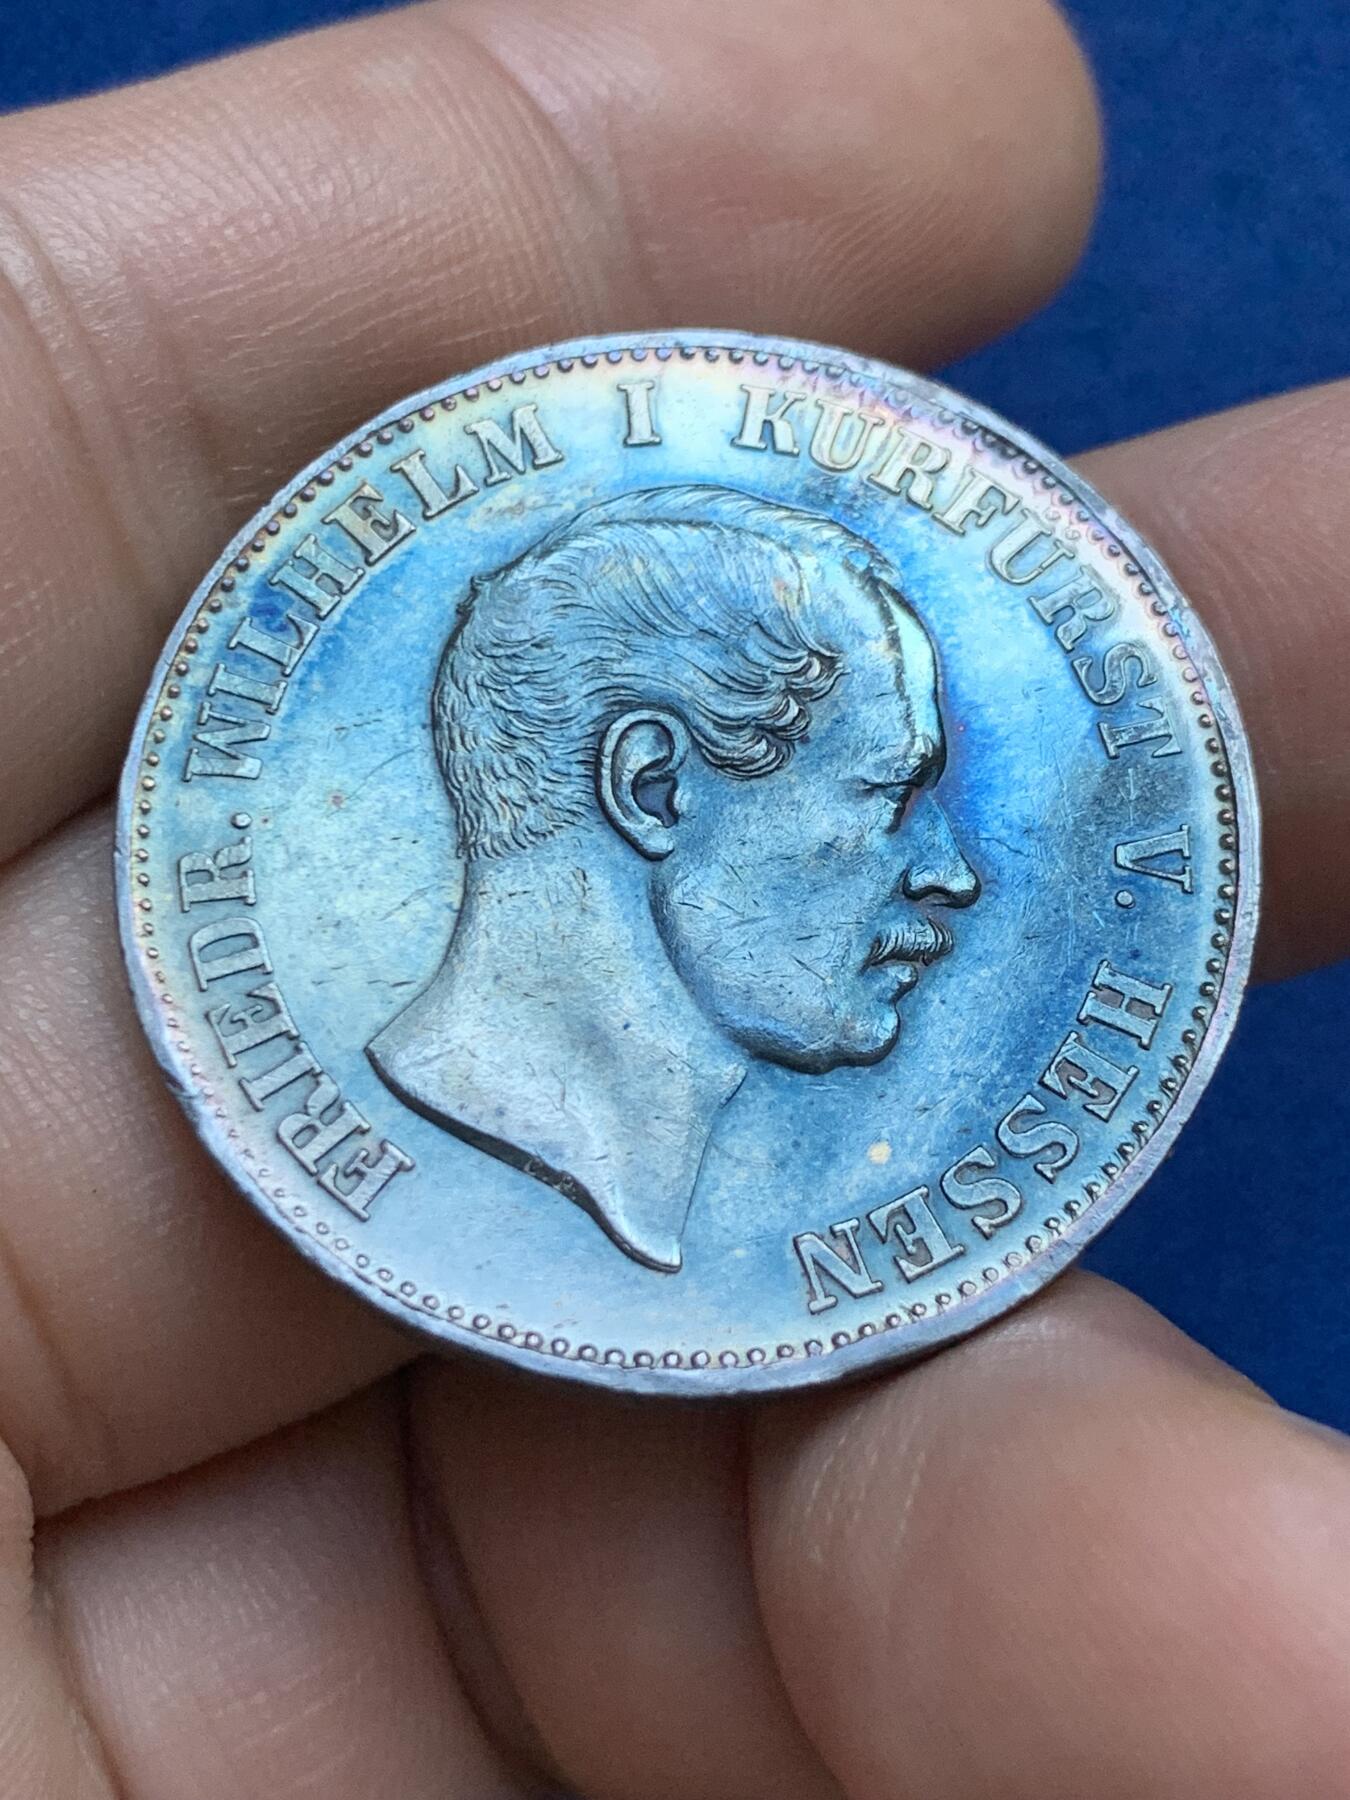 FRIEDR. WILHELM I KURFÜRST V. HESSEN
C. P.